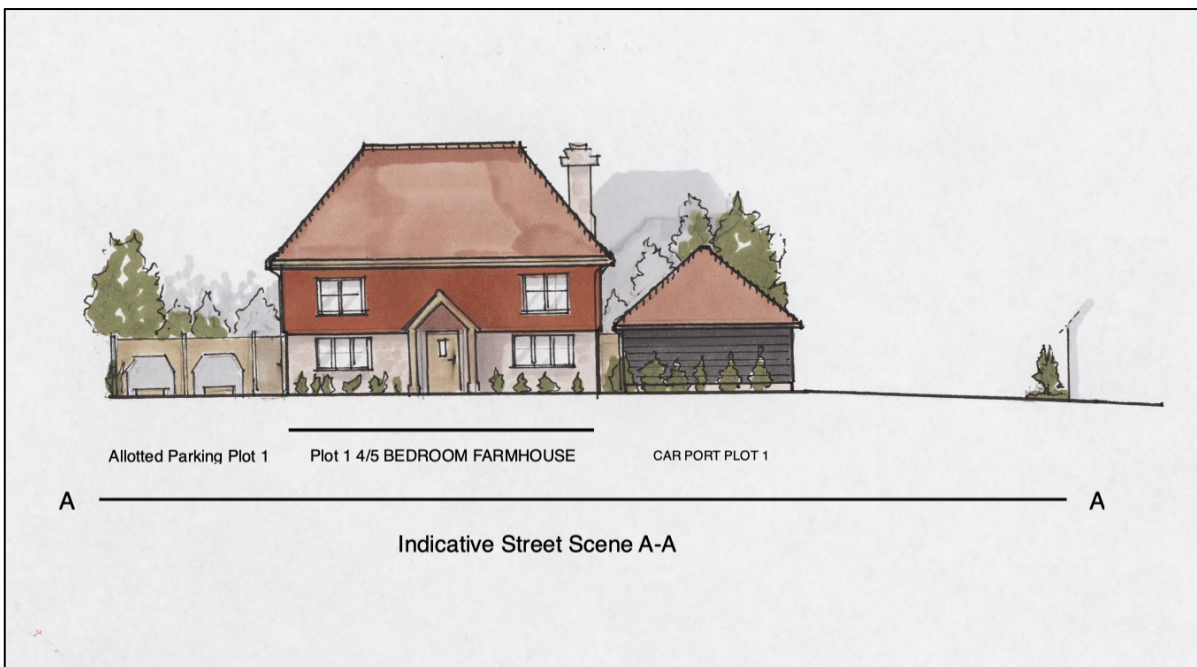 Allotted Parking Plot 1
Plot 1 4/5 BEDROOM FARMHOUSE
CAR PORT PLOT 1
A
A
Indicative Street Scene A-A